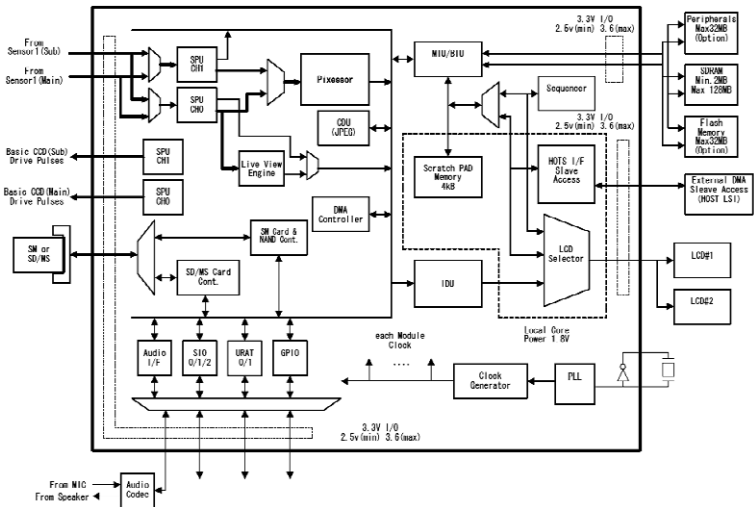 3.3V I/O
2.5v(min) 3.6(max)
Peripherals
Max32MB
(Option)
From
Sensor1(Sub)
SPU
CH1
MIU/BIU
Pixessor
Sequencer
SDRAM
Min.2MB
Max 128MB
From
Sensor1(Main)
SPU
CH0
3.3V I/O
2.5v(min) 3.6(max)
Flash
Memory
Max32MB
(Option)
CDU
(JPEG)
Basic CCD(Sub)
Drive Pulses
SPU
CH1
Live View
Engine
Scratch PAD
Memory
4kB
HOTS I/F
Slave
Access
External DMA
Sleave Access
(HOST LSI)
Basic CCD(Main)
Drive Pulses
SPU
CH0
DMA
Controller
SM Card &
NAND Cont.
LCD
Selector
SM or
SD/MS
SD/MS Card
Cont.
IDU
LCD#1
LCD#2
Local Core
Power 1.8V
each Module
Clock
Audio
I/F
SIO
0/1/2
URAT
0/1
GPIO
Clock
Generator
PLL
3.3V I/O
2.5v(min) 3.6(max)
From MIC
From Speaker
Audio
Codec